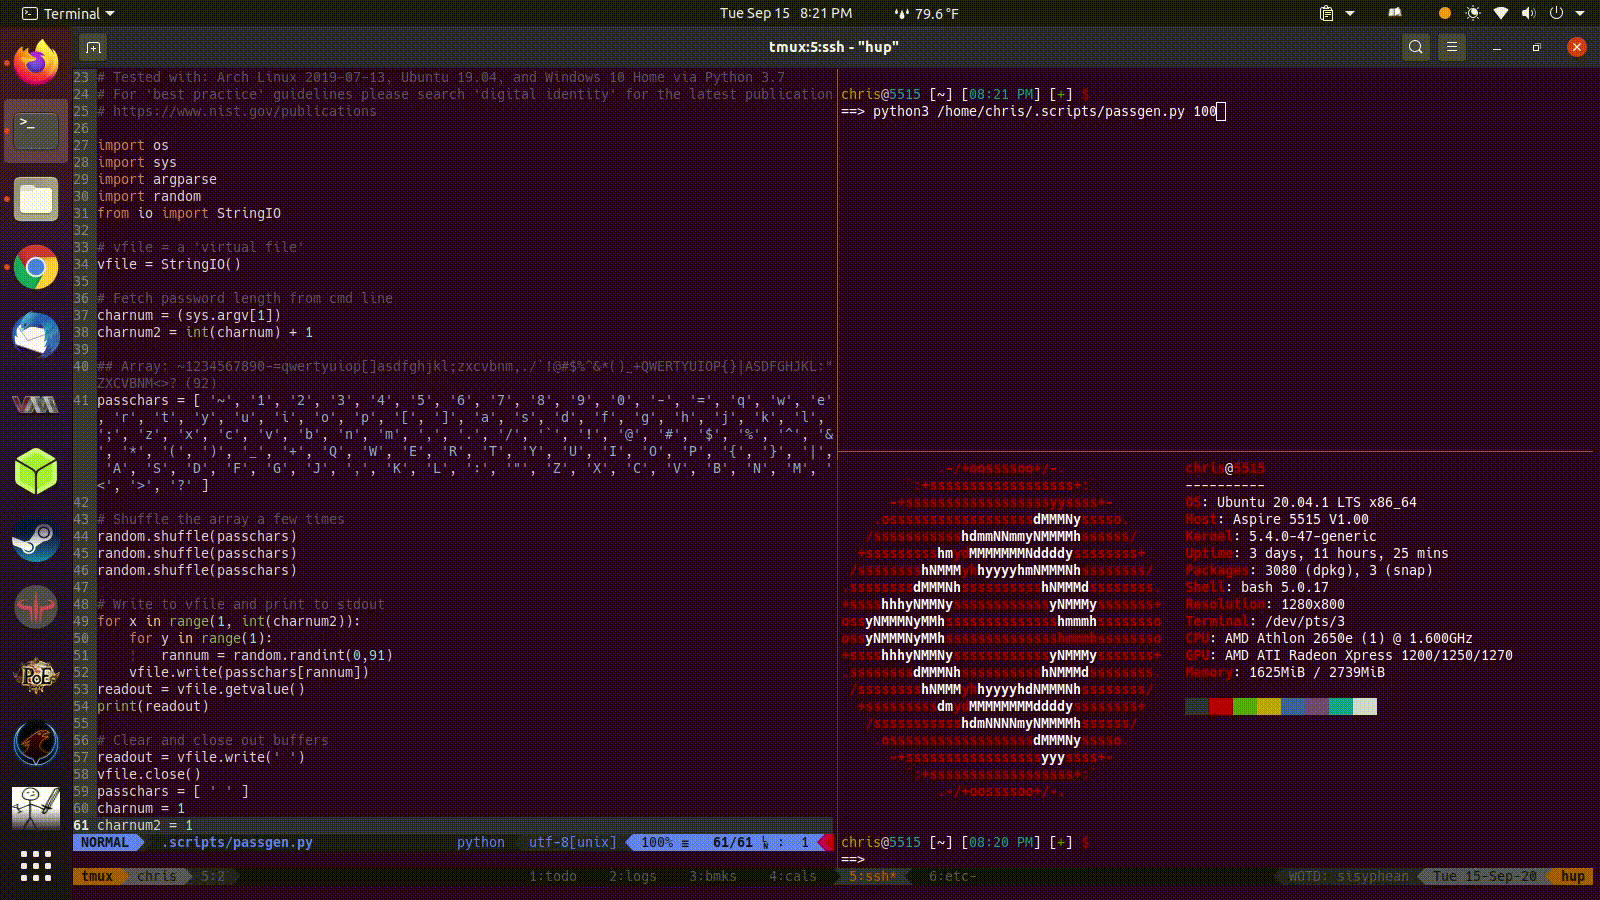 Terminal
Tue Sep 15 8:21 PM
79.6 °F
tmux:5:ssh - "hup"
23 # Tested with: Arch Linux 2019-07-13, Ubuntu 19.04, and Windows 10 Home via Python 3.7
24 # For 'best practice' guidelines please search 'digital identity' for the latest publication
25 # https://www.nist.gov/publications
26
27 import os
28 import sys
29 import argparse
30 import random
31 from io import StringIO
32
33 # vfile = a 'virtual file'
34 vfile = StringIO()
35
36 # Fetch password length from cmd line
37 charnum = (sys.argv[1])
38 charnum2 = int(charnum) + 1
39
40 ## Array: ~1234567890-=qwertyuiop[]asdfghjkl;zxcvbnm,./`!@#$%^&*()_+QWERTYUIOP{}|ASDFGHJKL:"
ZXCVBNM<>? (92)
41 passchars = [ '~', '1', '2', '3', '4', '5', '6', '7', '8', '9', '0', '-', '=', 'q', 'w', 'e'
, 'r', 't', 'y', 'u', 'i', 'o', 'p', '[', ']', 'a', 's', 'd', 'f', 'g', 'h', 'j', 'k', 'l',
';', 'z', 'x', 'c', 'v', 'b', 'n', 'm', ',', '.', '/', '`', '!', '@', '#', '$', '%', '^', '&
', '*', '(', ')', '_', '+', 'Q', 'W', 'E', 'R', 'T', 'Y', 'U', 'I', 'O', 'P', '{', '}', '|',
'A', 'S', 'D', 'F', 'G', 'J', ',', 'K', 'L', ':', '"', 'Z', 'X', 'C', 'V', 'B', 'N', 'M', '
<', '>', '?' ]
42
43 # Shuffle the array a few times
44 random.shuffle(passchars)
45 random.shuffle(passchars)
46 random.shuffle(passchars)
47
48 # Write to vfile and print to stdout
49 for x in range(1, int(charnum2)):
50 for y in range(1):
51 ¦ rannum = random.randint(0,91)
52 vfile.write(passchars[rannum])
53 readout = vfile.getvalue()
54 print(readout)
55
56 # Clear and close out buffers
57 readout = vfile.write(' ')
58 vfile.close()
59 passchars = [ ' ' ]
60 charnum = 1
61 charnum2 = 1
NORMAL .scripts/passgen.py python utf-8[unix] 100% ≡ 61/61 : 1
chris@5515 [~] [08:21 PM] [+] $
==> python3 /home/chris/.scripts/passgen.py 100
chris@5515
----------
OS: Ubuntu 20.04.1 LTS x86_64
Host: Aspire 5515 V1.00
Kernel: 5.4.0-47-generic
Uptime: 3 days, 11 hours, 25 mins
Packages: 3080 (dpkg), 3 (snap)
Shell: bash 5.0.17
Resolution: 1280x800
Terminal: /dev/pts/3
CPU: AMD Athlon 2650e (1) @ 1.600GHz
GPU: AMD ATI Radeon Xpress 1200/1250/1270
Memory: 1625MiB / 2739MiB
chris@5515 [~] [08:20 PM] [+] $
==>
tmux chris 5:2 1:todo 2:logs 3:bmks 4:cals 5:ssh* 6:etc- WOTD: sisyphean Tue 15-Sep-20 hup